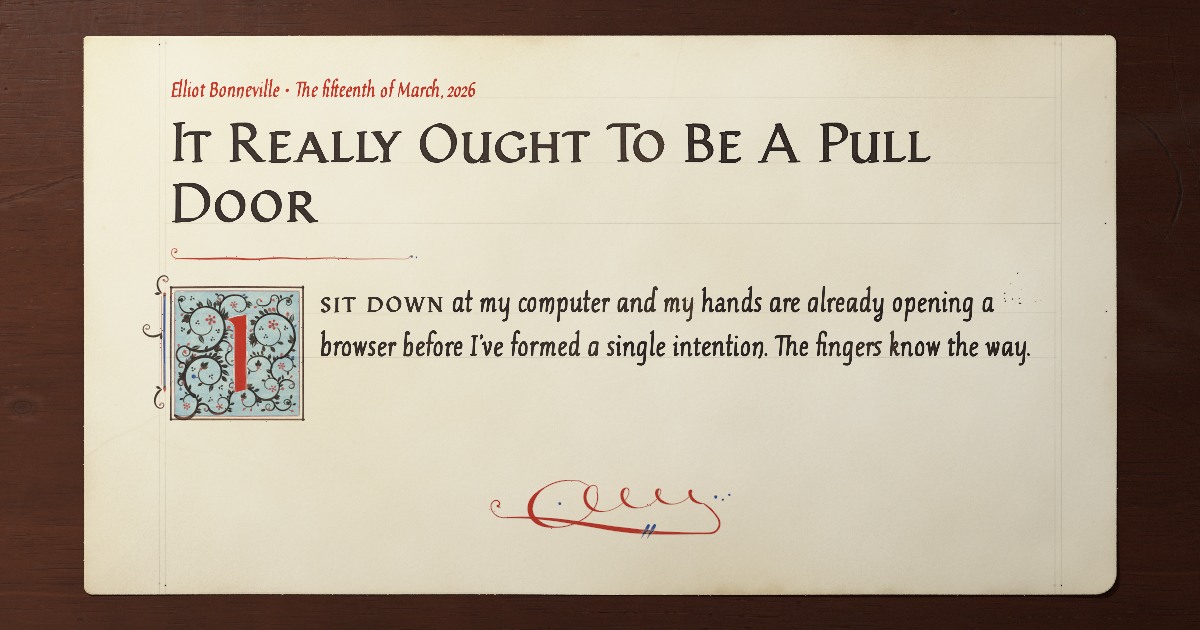 Elliot Bonneville • The fifteenth of March, 2026
It Really Ought To Be A Pull
Door
I SIT DOWN at my computer and my hands are already opening a
browser before I've formed a single intention. The fingers know the way.